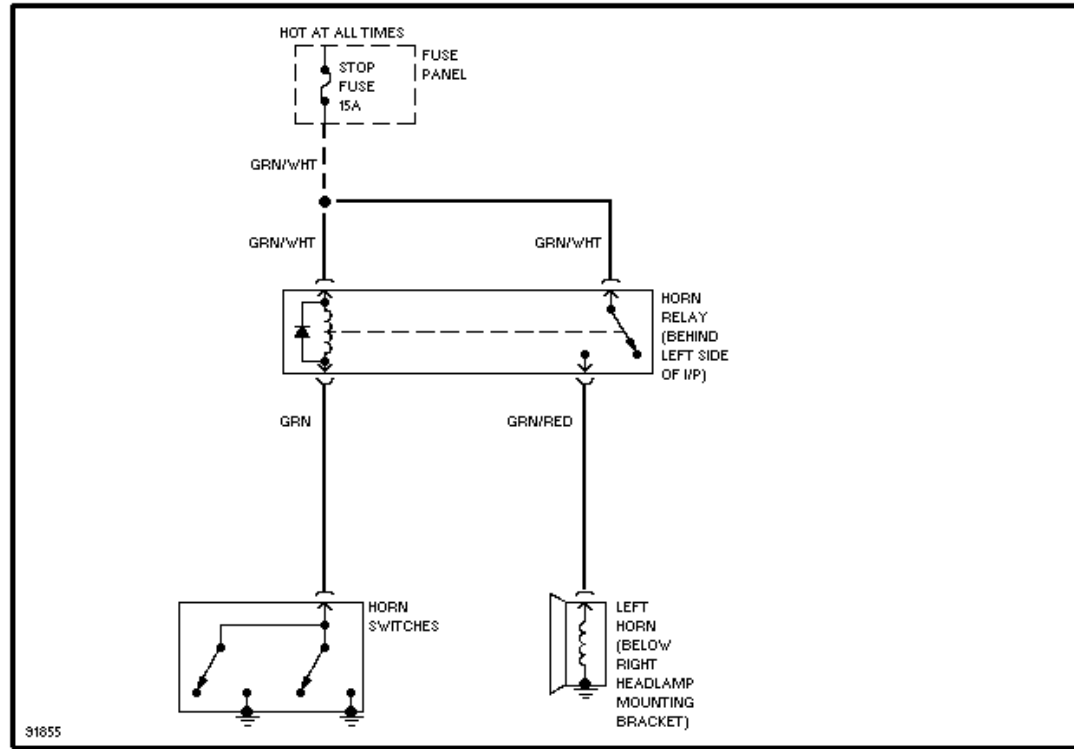 HOT AT ALL TIMES
STOP
FUSE
15A
FUSE
PANEL
GRN/WHT
GRN/WHT
GRN/WHT
HORN
RELAY
(BEHIND
LEFT SIDE
OF I/P)
GRN
GRN/RED
HORN
SWITCHES
LEFT
HORN
(BELOW
RIGHT
HEADLAMP
MOUNTING
BRACKET)
91855